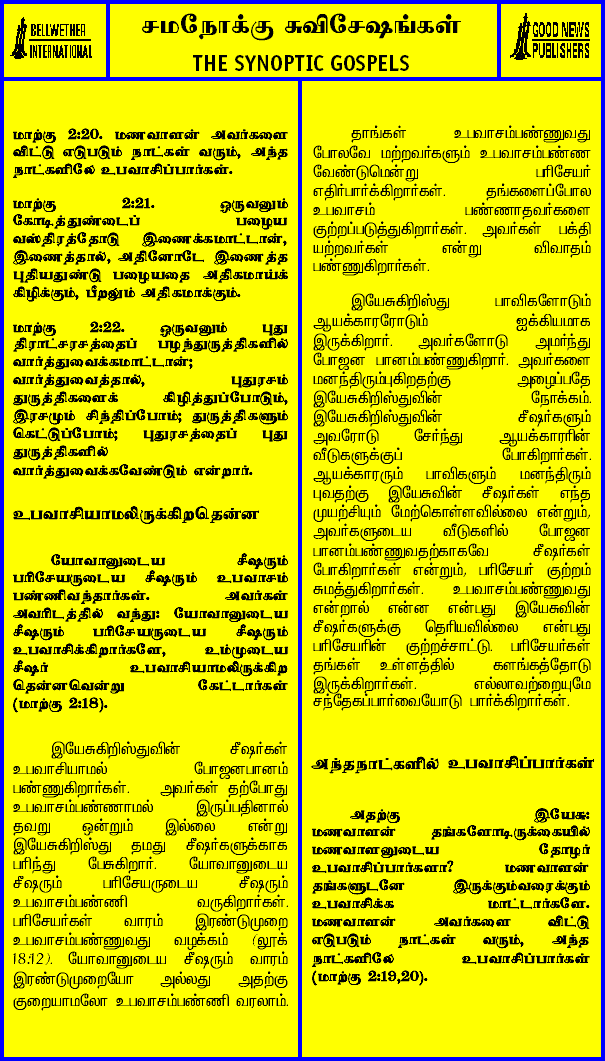 BELLWETHER
INTERNATIONAL
சமநோக்கு சுவிசேஷங்கள்
THE SYNOPTIC GOSPELS
GOOD NEWS
PUBLISHERS
மாற்கு 2:20. மணவாளன் அவர்களை
விட்டு எடுபடும் நாட்கள் வரும், அந்த
நாட்களிலே உபவாசிப்பார்கள்.
மாற்கு 2:21. ஒருவனும்
கோடித்துண்டைப் பழைய
வஸ்திரத்தோடு இணைக்கமாட்டான்,
இணைத்தால், அதினோடே இணைத்த
புதியதுண்டு பழையதை அதிகமாய்க்
கிழிக்கும், பீறலும் அதிகமாக்கும்.
மாற்கு 2:22. ஒருவனும் புது
திராட்சரசத்தைப் பழந்துருத்திகளில்
வார்த்துவைக்கமாட்டான்;
வார்த்துவைத்தால், புதுரசம்
துருத்திகளைக் கிழித்துப்போடும்,
இரசமும் சிந்திப்போம்; துருத்திகளும்
கெட்டுப்போம்; புதுரசத்தைப் புது
துருத்திகளில்
வார்த்துவைக்கவேண்டும் என்றார்.
உபவாசியாமலிருக்கிறதென்ன
யோவானுடைய சீஷரும்
பரிசேயருடைய சீஷரும் உபவாசம்
பண்ணிவந்தார்கள். அவர்கள்
அவரிடத்தில் வந்து: யோவானுடைய
சீஷரும் பரிசேயருடைய சீஷரும்
உபவாசிக்கிறார்களே, உம்முடைய
சீஷர் உபவாசியாமலிருக்கிற
தென்னவென்று கேட்டார்கள்
(மாற்கு 2:18).
இயேசுகிறிஸ்துவின் சீஷர்கள்
உபவாசியாமல் போஜனபானம்
பண்ணுகிறார்கள். அவர்கள் தற்போது
உபவாசம்பண்ணாமல் இருப்பதினால்
தவறு ஒன்றும் இல்லை என்று
இயேசுகிறிஸ்து தமது சீஷர்களுக்காக
பரிந்து பேசுகிறார். யோவானுடைய
சீஷரும் பரிசேயருடைய சீஷரும்
உபவாசம்பண்ணி வருகிறார்கள்.
பரிசேயர்கள் வாரம் இரண்டுமுறை
உபவாசம்பண்ணுவது வழக்கம் (லூக்
18:12). யோவானுடைய சீஷரும் வாரம்
இரண்டுமுறையோ அல்லது அதற்கு
குறையாமலோ உபவாசம்பண்ணி வரலாம்.
தாங்கள் உபவாசம்பண்ணுவது
போலவே மற்றவர்களும் உபவாசம்பண்ண
வேண்டுமென்று பரிசேயர்
எதிர்பார்க்கிறார்கள். தங்களைப்போல
உபவாசம் பண்ணாதவர்களை
குற்றப்படுத்துகிறார்கள். அவர்கள் பக்தி
யற்றவர்கள் என்று விவாதம்
பண்ணுகிறார்கள்.
இயேசுகிறிஸ்து பாவிகளோடும்
ஆயக்காரரோடும் ஐக்கியமாக
இருக்கிறார். அவர்களோடு அமர்ந்து
போஜன பானம்பண்ணுகிறார். அவர்களை
மனந்திரும்புகிறதற்கு அழைப்பதே
இயேசுகிறிஸ்துவின் நோக்கம்.
இயேசுகிறிஸ்துவின் சீஷர்களும்
அவரோடு சேர்ந்து ஆயக்காரரின்
வீடுகளுக்குப் போகிறார்கள்.
ஆயக்காரரும் பாவிகளும் மனந்திரும்
புவதற்கு இயேசுவின் சீஷர்கள் எந்த
முயற்சியும் மேற்கொள்ளவில்லை என்றும்,
அவர்களுடைய வீடுகளில் போஜன
பானம்பண்ணுவதற்காகவே சீஷர்கள்
போகிறார்கள் என்றும், பரிசேயர் குற்றம்
சுமத்துகிறார்கள். உபவாசம்பண்ணுவது
என்றால் என்ன என்பது இயேசுவின்
சீஷர்களுக்கு தெரியவில்லை என்பது
பரிசேயரின் குற்றச்சாட்டு. பரிசேயர்கள்
தங்கள் உள்ளத்தில் களங்கத்தோடு
இருக்கிறார்கள். எல்லாவற்றையுமே
சந்தேகப்பார்வையோடு பார்க்கிறார்கள்.
அந்தநாட்களில் உபவாசிப்பார்கள்
அதற்கு இயேசு:
மணவாளன் தங்களோடிருக்கையில்
மணவாளனுடைய தோழர்
உபவாசிப்பார்களா? மணவாளன்
தங்களுடனே இருக்கும்வரைக்கும்
உபவாசிக்க மாட்டார்களே.
மணவாளன் அவர்களை விட்டு
எடுபடும் நாட்கள் வரும், அந்த
நாட்களிலே உபவாசிப்பார்கள்
(மாற்கு 2:19,20).